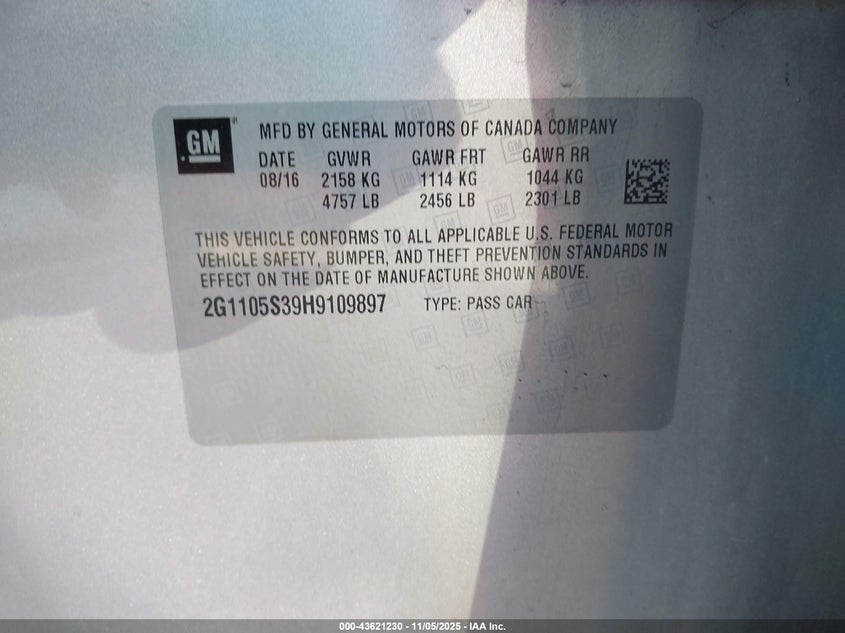 GM
MFD BY GENERAL MOTORS OF CANADA COMPANY
DATE GVWR GAWR FRT GAWR RR
08/16 2158 KG 1114 KG 1044 KG
4757 LB 2456 LB 2301 LB
THIS VEHICLE CONFORMS TO ALL APPLICABLE U.S. FEDERAL MOTOR
VEHICLE SAFETY, BUMPER, AND THEFT PREVENTION STANDARDS IN
EFFECT ON THE DATE OF MANUFACTURE SHOWN ABOVE.
2G1105S39H9109897 TYPE: PASS CAR
000-43621230 - 11/05/2025 - IAA Inc.